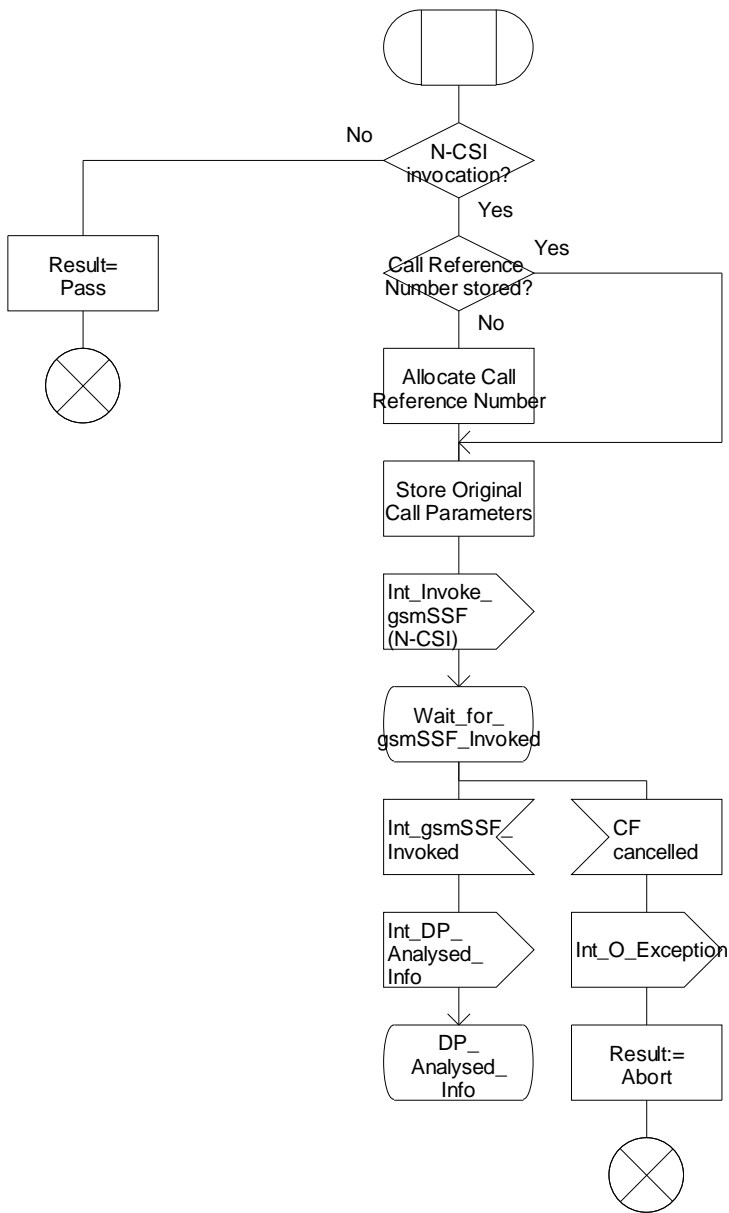 No
N-CSI
invocation?
Yes
Result=
Pass
Call Reference
Number stored?
Yes
No
Allocate Call
Reference Number
Store Original
Call Parameters
Int_Invoke_
gsmSSF
(N-CSI)
Wait_for_
gsmSSF_Invoked
Int_gsmSSF_
Invoked
CF
cancelled
Int_DP_
Analysed_
Info
Int_O_Exception
DP_
Analysed_
Info
Result:=
Abort